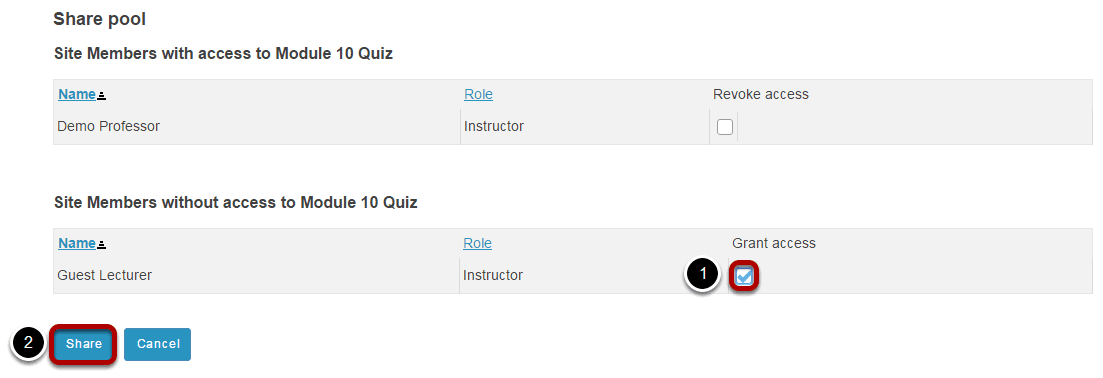 Share pool
Site Members with access to Module 10 Quiz
Name Role Revoke access
Demo Professor Instructor
Site Members without access to Module 10 Quiz
Name Role Grant access
Guest Lecturer Instructor 1
2 Share Cancel